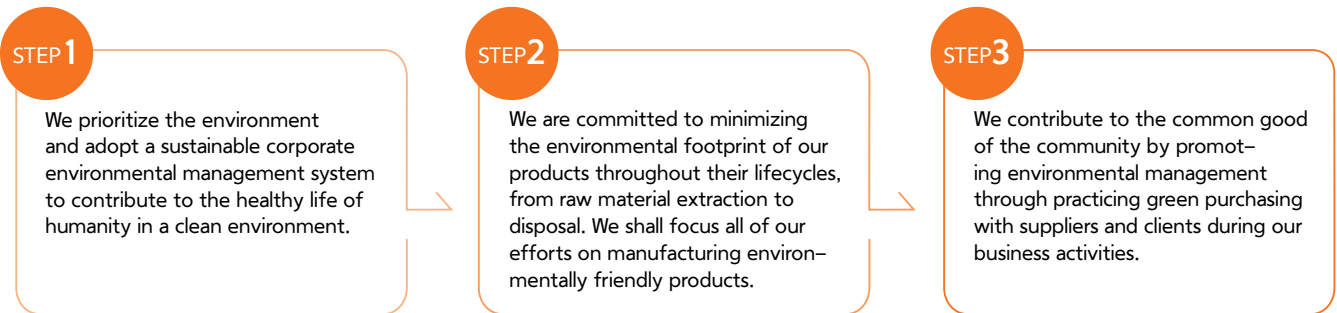 STEP1
We prioritize the environment
and adopt a sustainable corporate
environmental management system
to contribute to the healthy life of
humanity in a clean environment.
STEP2
We are committed to minimizing
the environmental footprint of our
products throughout their lifecycles,
from raw material extraction to
disposal. We shall focus all of our
efforts on manufacturing environ–
mentally friendly products.
STEP3
We contribute to the common good
of the community by promot–
ing environmental management
through practicing green purchasing
with suppliers and clients during our
business activities.